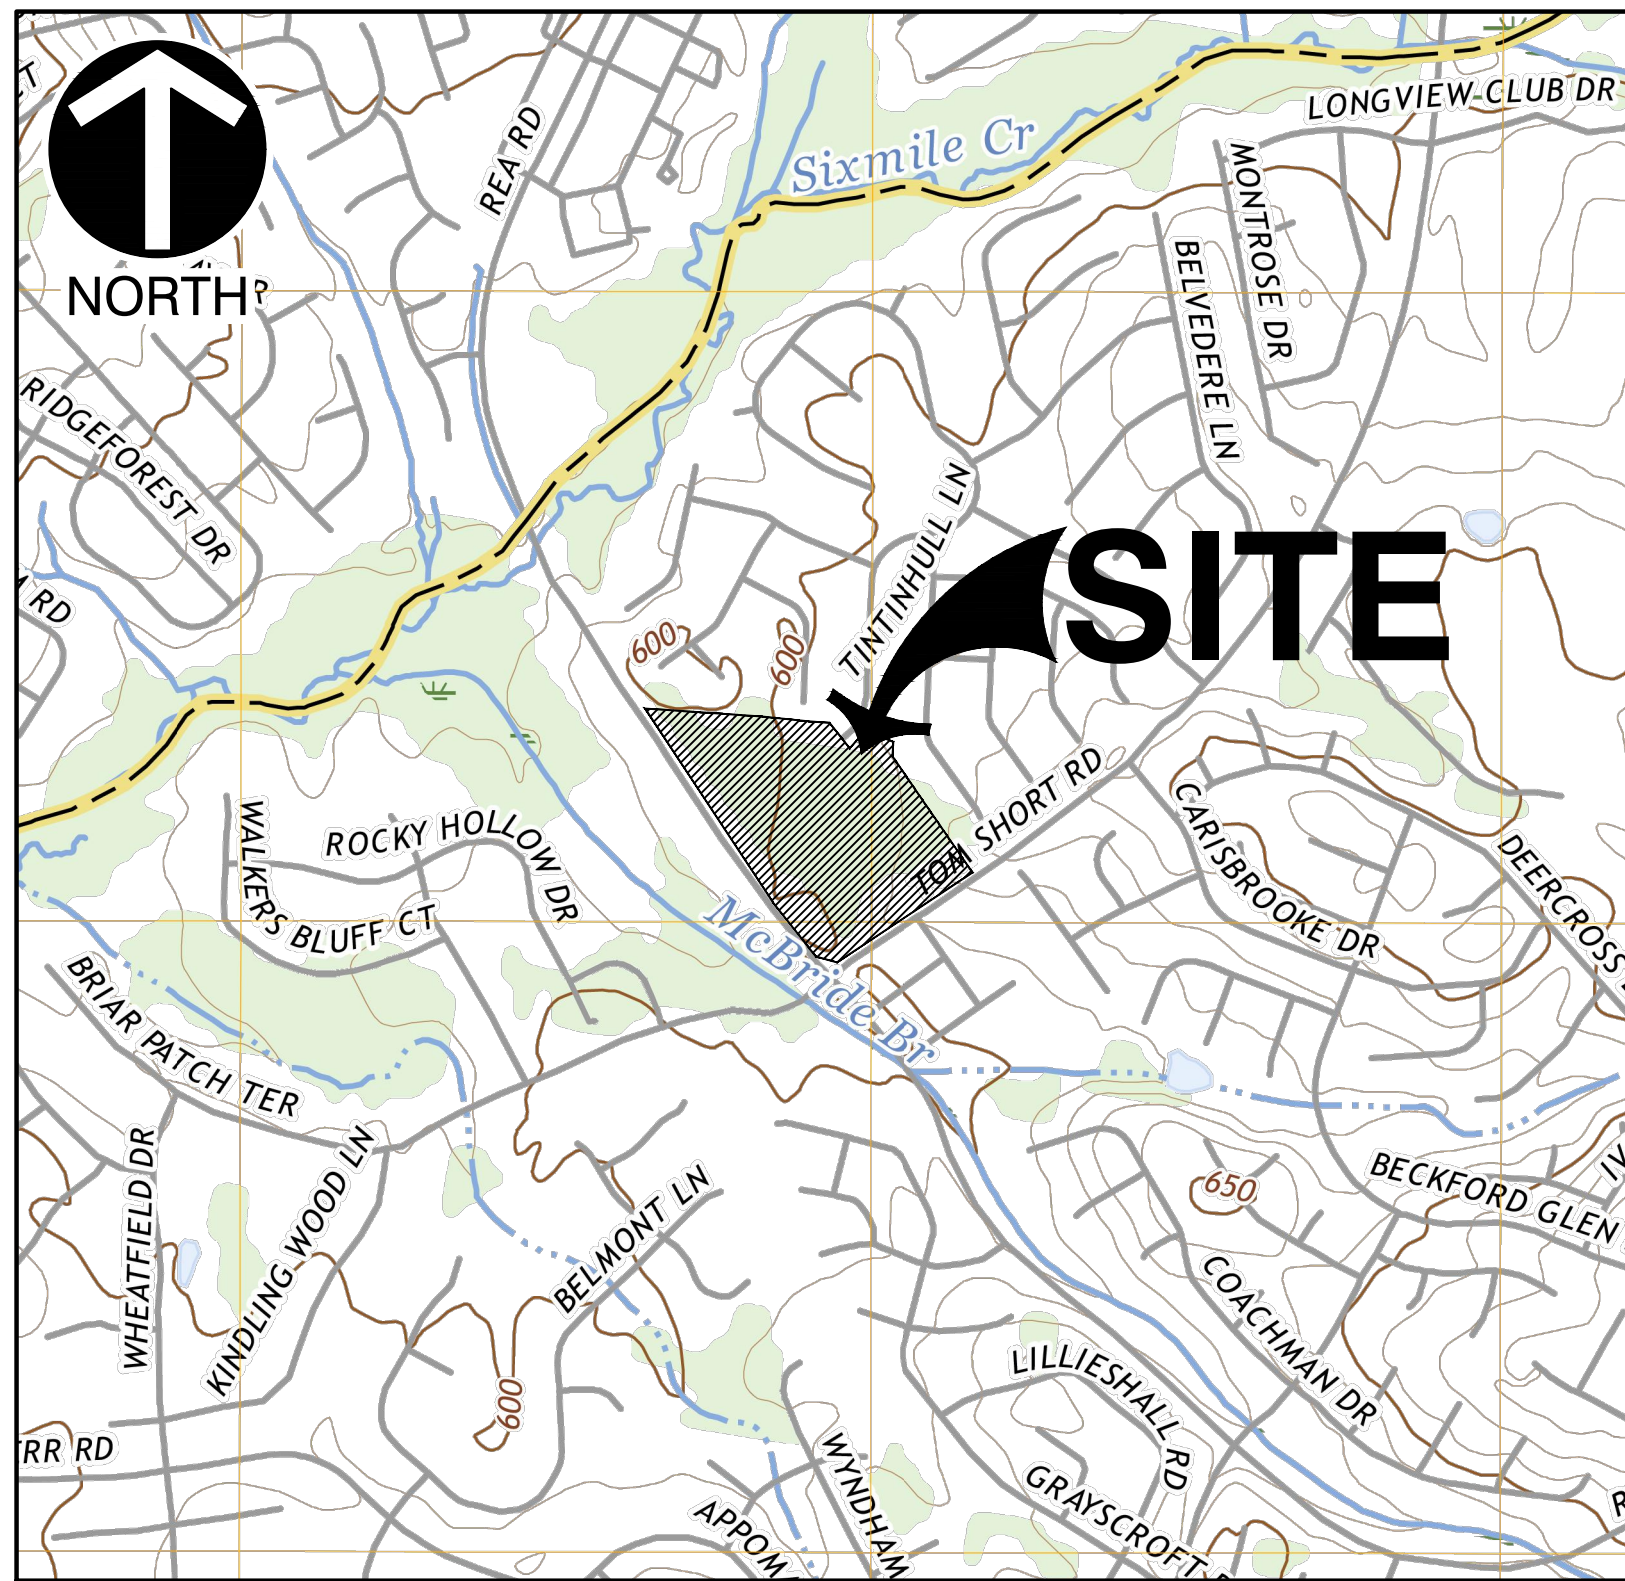 LONGVIEW CLUB DR
Sixmile Cr
REA RD
MONTROSE DR
NORTH
BELVEDERE LN
RIDGEFOREST DR
TINTINHULL LN
SITE
RD
600
600
TOM SHORT RD
CARISBROOKE DR
WALKERS BLUFF CT
ROCKY HOLLOW DR
DEERCROSS
McBride Br
BRIAR PATCH TER
WHEATFIELD DR
KINDLING WOOD LN
BELMONT LN
650
BECKFORD GLEN
COACHMAN DR
LILLIESHALL RD
600
RR RD
WYNDHAM
GRAYSCROFT
APPOMA